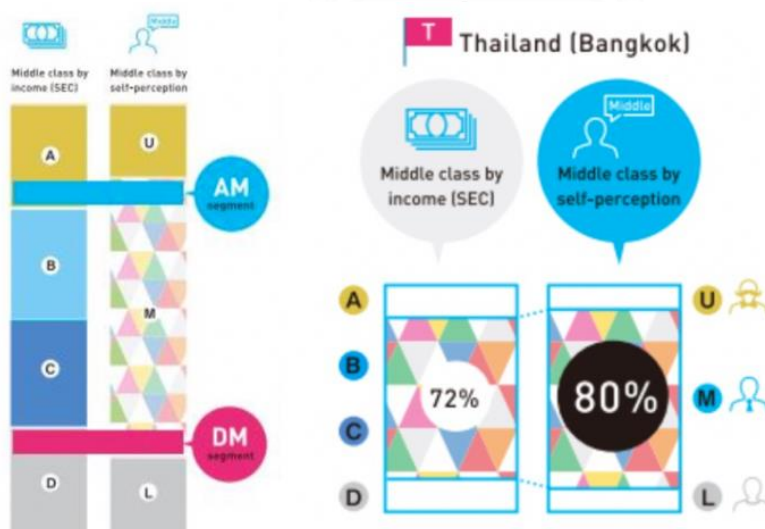 Middle
Middle class by
income (SEC)
Middle class by
self-perception
A
U
AM
segment
B
M
C
DM
segment
D
L
T
Thailand (Bangkok)
Middle class by
income (SEC)
Middle
Middle class by
self-perception
A
B
C
D
72%
80%
U
M
L